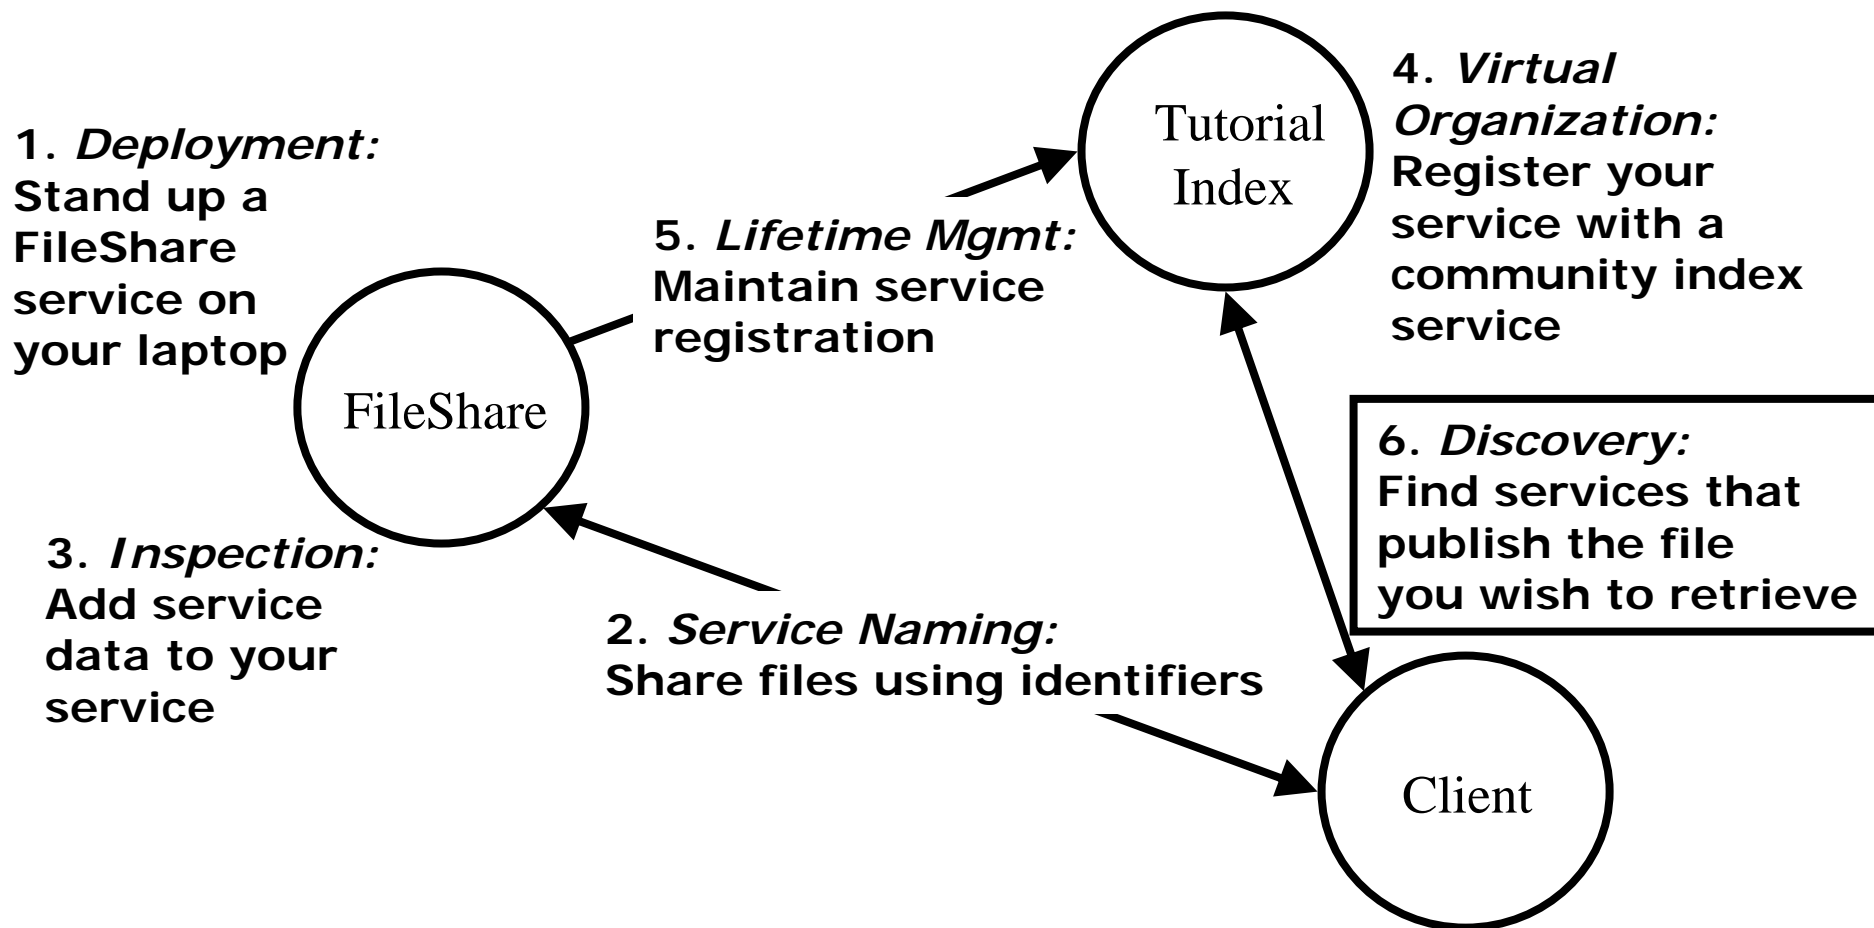 1. Deployment:
Stand up a
FileShare
service on
your laptop
FileShare
3. Inspection:
Add service
data to your
service
5. Lifetime Mgmt:
Maintain service
registration
2. Service Naming:
Share files using identifiers
Tutorial
Index
4. Virtual
Organization:
Register your
service with a
community index
service
6. Discovery:
Find services that
publish the file
you wish to retrieve
Client